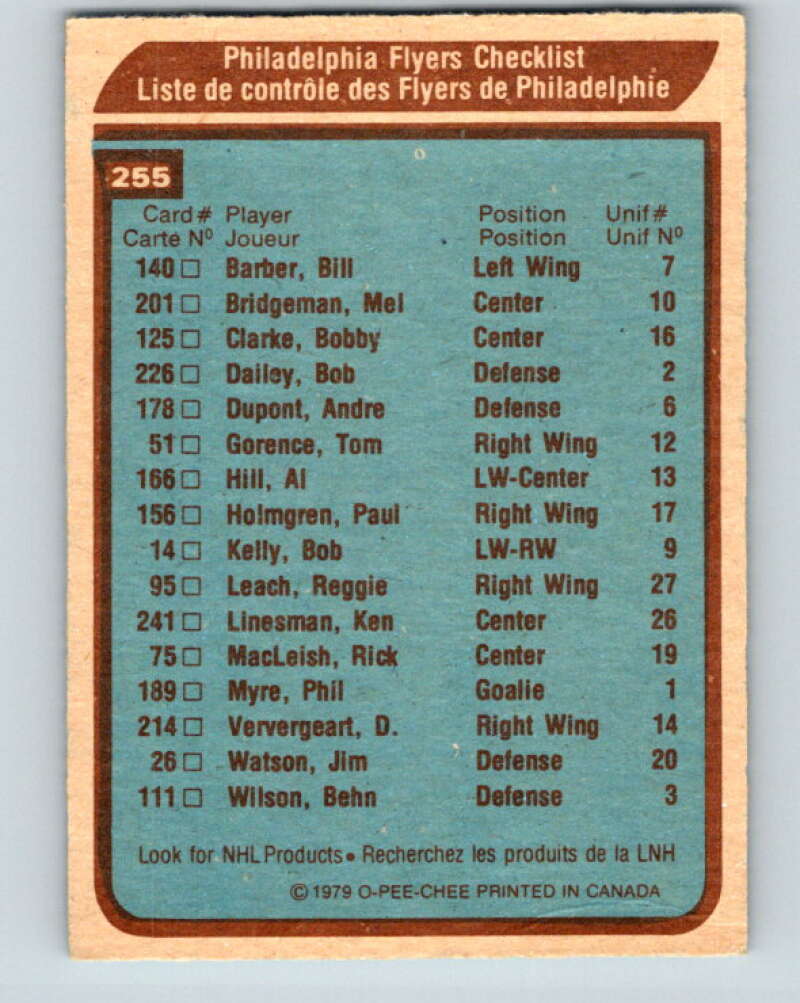 Philadelphia Flyers Checklist
Liste de contrôle des Flyers de Philadelphie
255
Card # Player Position Unif #
Carte Nº Joueur Position Unif Nº
140 □ Barber, Bill Left Wing 7
201 □ Bridgeman, Mel Center 10
125 □ Clarke, Bobby Center 16
226 □ Dailey, Bob Defense 2
178 □ Dupont, Andre Defense 6
51 □ Gorence, Tom Right Wing 12
166 □ Hill, Al LW-Center 13
156 □ Holmgren, Paul Right Wing 17
14 □ Kelly, Bob LW-RW 9
95 □ Leach, Reggie Right Wing 27
241 □ Linesman, Ken Center 26
75 □ MacLeish, Rick Center 19
189 □ Myre, Phil Goalie 1
214 □ Ververgeart, D. Right Wing 14
26 □ Watson, Jim Defense 20
111 □ Wilson, Behn Defense 3
Look for NHL Products • Recherchez les produits de la LNH
© 1979 O-PEE-CHEE PRINTED IN CANADA